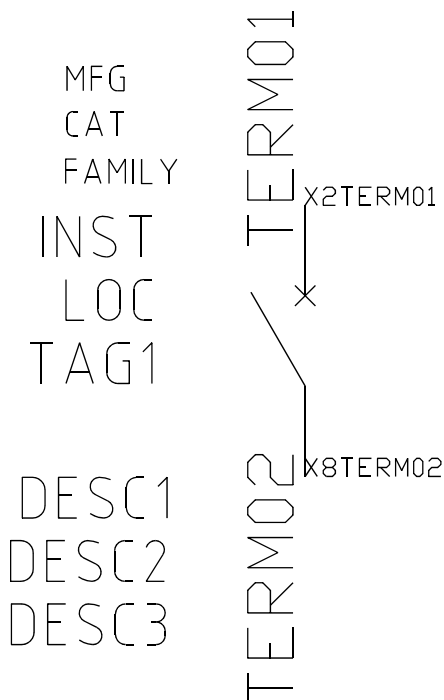 MFG
CAT
FAMILY
INST
LOC
TAG1
DESC1
DESC2
DESC3
TERM01
X2TERM01
X8TERM02
TERM02